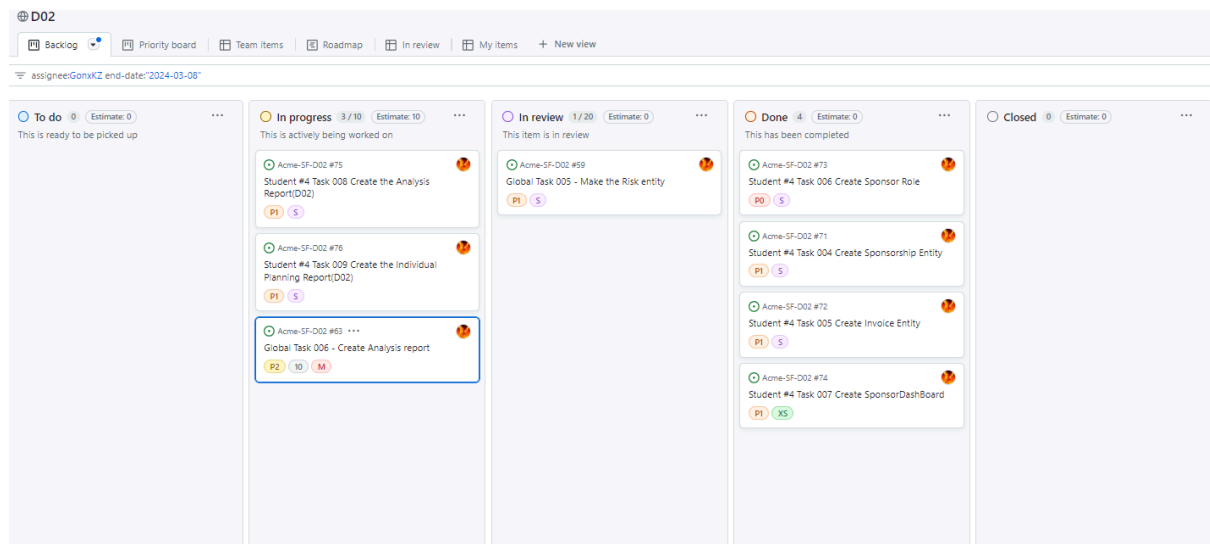 D02
Backlog
Priority board
Team items
Roadmap
In review
My items
+ New view
assignee:GonxKZ end-date:"2024-03-08"
To do 0 Estimate: 0
This is ready to be picked up
In progress 3 / 10 Estimate: 10
This is actively being worked on
Acme-SF-D02 #75
Student #4 Task 008 Create the Analysis
Report(D02)
P1 S
Acme-SF-D02 #76
Student #4 Task 009 Create the Individual
Planning Report(D02)
P1 S
Acme-SF-D02 #63
Global Task 006 - Create Analysis report
P2 10 M
In review 1 / 20 Estimate: 0
This item is in review
Acme-SF-D02 #59
Global Task 005 - Make the Risk entity
P1 S
Done 4 Estimate: 0
This has been completed
Acme-SF-D02 #73
Student #4 Task 006 Create Sponsor Role
P0 S
Acme-SF-D02 #71
Student #4 Task 004 Create Sponsorship Entity
P1 S
Acme-SF-D02 #72
Student #4 Task 005 Create Invoice Entity
P1 S
Acme-SF-D02 #74
Student #4 Task 007 Create SponsorDashBoard
P1 XS
Closed 0 Estimate: 0